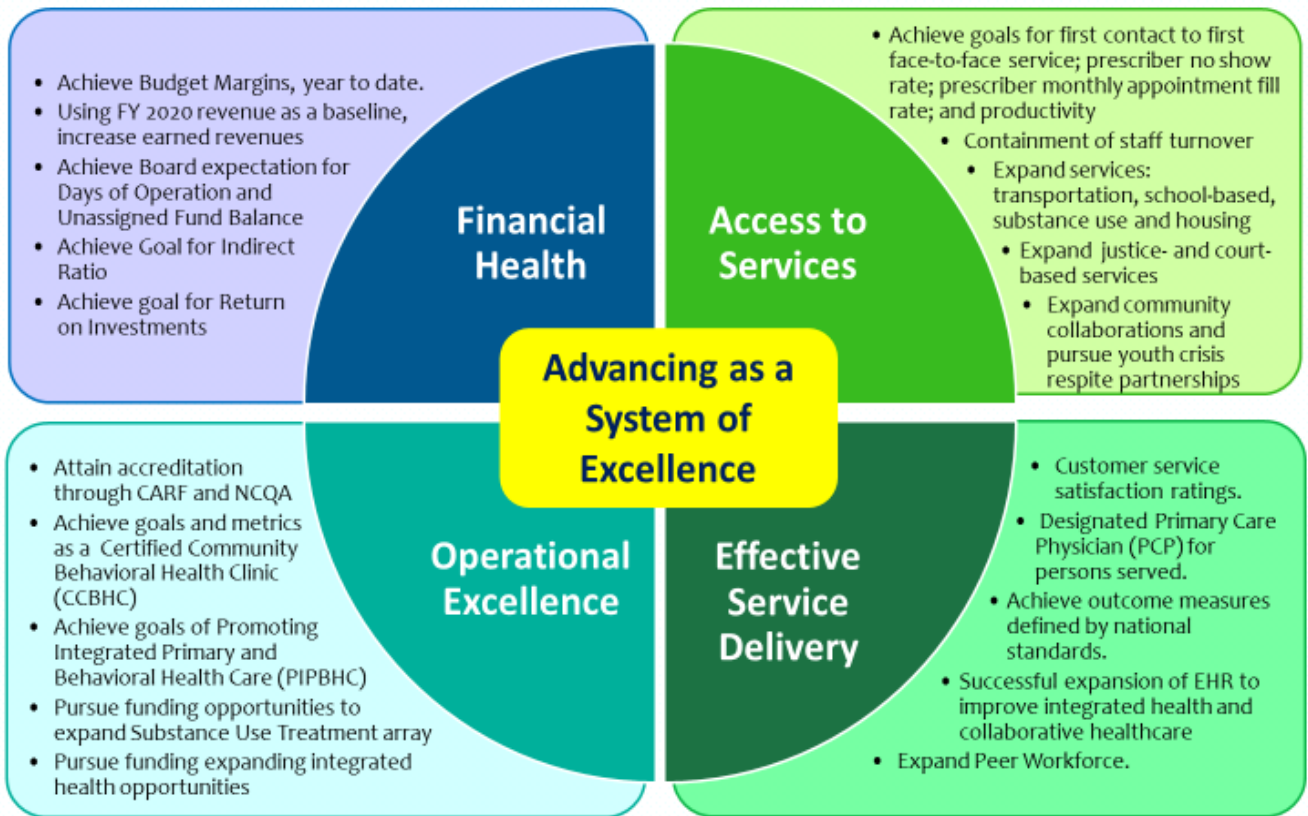 • Achieve Budget Margins, year to date.
• Using FY 2020 revenue as a baseline,
increase earned revenues
• Achieve Board expectation for
Days of Operation and
Unassigned Fund Balance
• Achieve Goal for Indirect
Ratio
• Achieve goal for Return
on Investments
Financial
Health
• Achieve goals for first contact to first
face-to-face service; prescriber no show
rate; prescriber monthly appointment fill
rate; and productivity
• Containment of staff turnover
• Expand services:
transportation, school-based,
substance use and housing
• Expand justice- and court-
based services
• Expand community
collaborations and
pursue youth crisis
respite partnerships
Access to
Services
Advancing as a
System of
Excellence
• Attain accreditation
through CARF and NCQA
• Achieve goals and metrics
as a Certified Community
Behavioral Health Clinic
(CCBHC)
• Achieve goals of Promoting
Integrated Primary and
Behavioral Health Care (PIPBHC)
• Pursue funding opportunities to
expand Substance Use Treatment array
• Pursue funding expanding integrated
health opportunities
Operational
Excellence
Effective
Service
Delivery
• Customer service
satisfaction ratings.
• Designated Primary Care
Physician (PCP) for
persons served.
• Achieve outcome measures
defined by national
standards.
• Successful expansion of EHR to
improve integrated health and
collaborative healthcare
• Expand Peer Workforce.